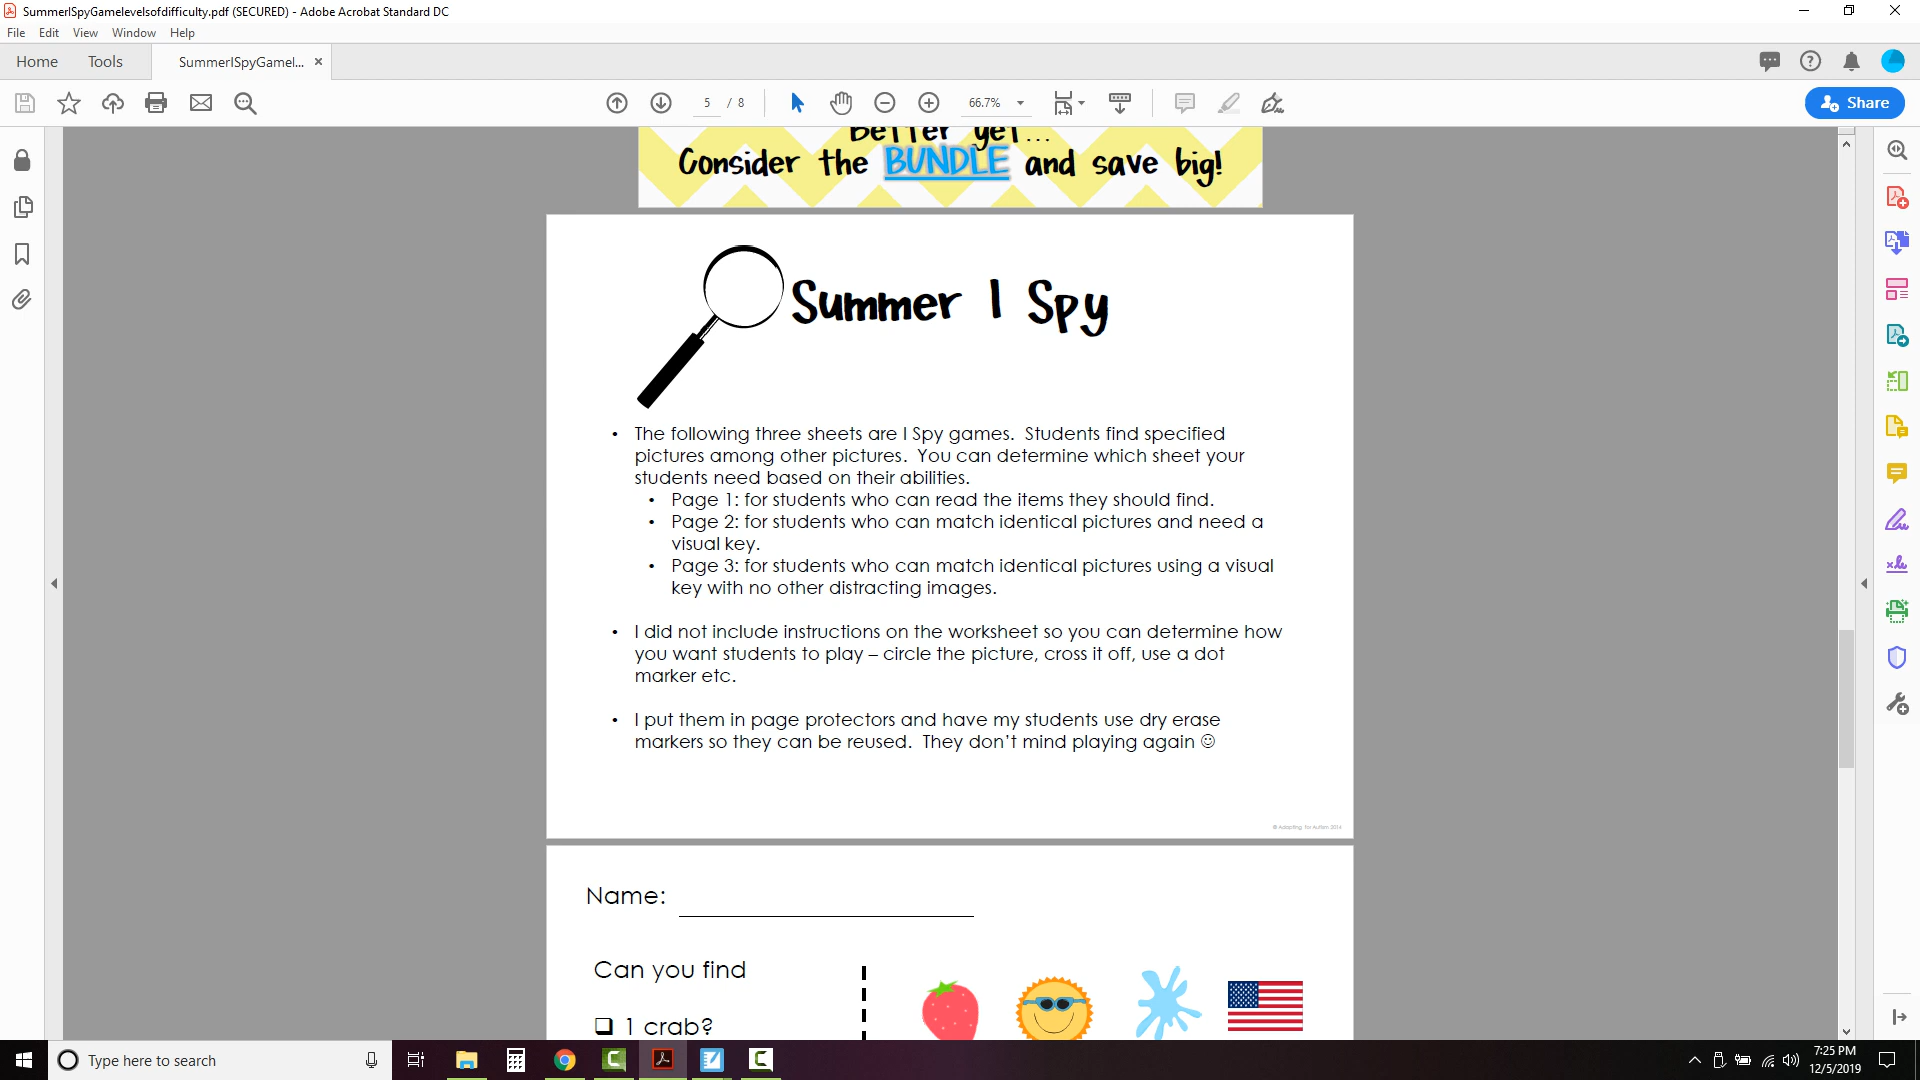 SummerISpyGamelevelsofdifficulty.pdf (SECURED) - Adobe Acrobat Standard DC
File Edit View Window Help
Home Tools SummerISpyGamel... ×
5 / 8 66.7% Share
Better yet...
Consider the BUNDLE and save big!
Summer I Spy
• The following three sheets are I Spy games. Students find specified
pictures among other pictures. You can determine which sheet your
students need based on their abilities.
• Page 1: for students who can read the items they should find.
• Page 2: for students who can match identical pictures and need a
visual key.
• Page 3: for students who can match identical pictures using a visual
key with no other distracting images.
• I did not include instructions on the worksheet so you can determine how
you want students to play – circle the picture, cross it off, use a dot
marker etc.
• I put them in page protectors and have my students use dry erase
markers so they can be reused. They don't mind playing again ☺
© Adapting for Autism 2016
Name:
Can you find
❑ 1 crab?
Type here to search
7:25 PM
12/5/2019